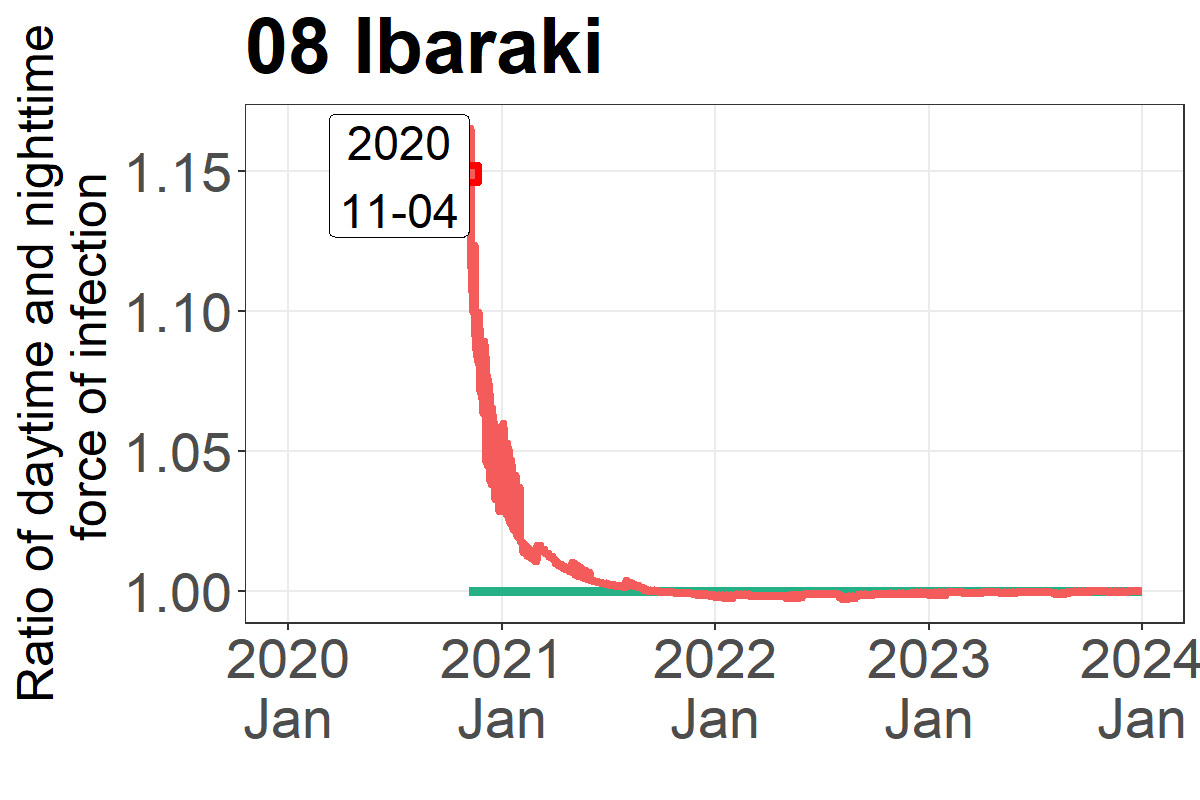 08 Ibaraki
Ratio of daytime and nighttime
force of infection
1.15
1.10
1.05
1.00
2020
11-04
2020
Jan
2021
Jan
2022
Jan
2023
Jan
2024
Jan